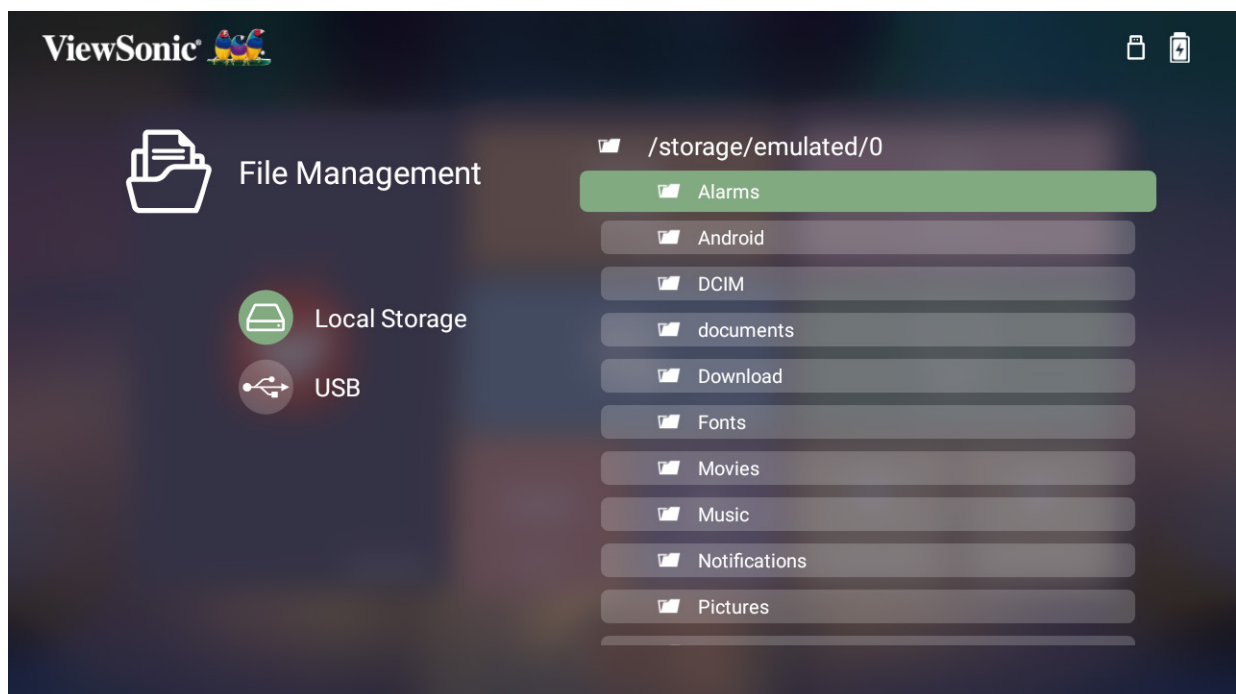 ViewSonic®
File Management
Local Storage
USB
/storage/emulated/0
Alarms
Android
DCIM
documents
Download
Fonts
Movies
Music
Notifications
Pictures